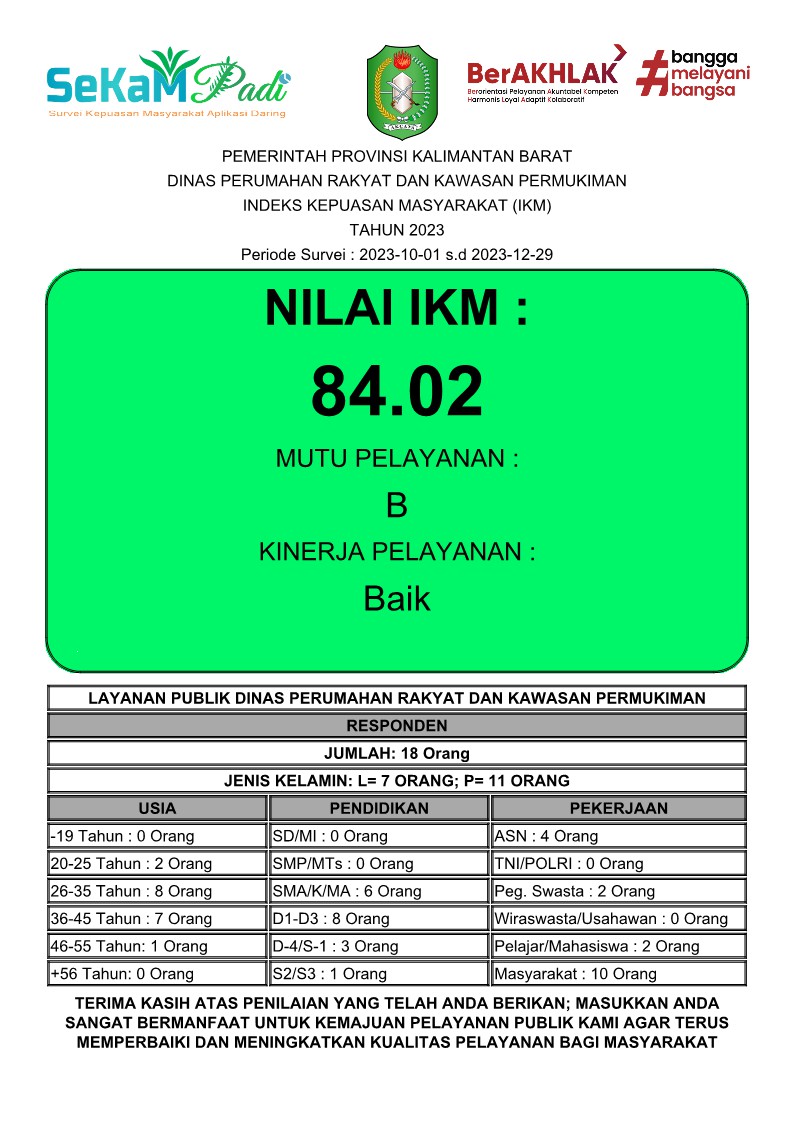 SeKaM Padi
Survei Kepuasan Masyarakat Aplikasi Daring
AKCAYA
BerAKHLAK
Berorientasi Pelayanan Akuntabel Kompeten
Harmonis Loyal Adaptif Kolaboratif
#bangga
melayani
bangsa
PEMERINTAH PROVINSI KALIMANTAN BARAT
DINAS PERUMAHAN RAKYAT DAN KAWASAN PERMUKIMAN
INDEKS KEPUASAN MASYARAKAT (IKM)
TAHUN 2023
Periode Survei : 2023-10-01 s.d 2023-12-29
NILAI IKM :
84.02
MUTU PELAYANAN :
B
KINERJA PELAYANAN :
Baik
LAYANAN PUBLIK DINAS PERUMAHAN RAKYAT DAN KAWASAN PERMUKIMAN
RESPONDEN
JUMLAH: 18 Orang
JENIS KELAMIN: L= 7 ORANG; P= 11 ORANG
USIA PENDIDIKAN PEKERJAAN
-19 Tahun : 0 Orang SD/MI : 0 Orang ASN : 4 Orang
20-25 Tahun : 2 Orang SMP/MTs : 0 Orang TNI/POLRI : 0 Orang
26-35 Tahun : 8 Orang SMA/K/MA : 6 Orang Peg. Swasta : 2 Orang
36-45 Tahun : 7 Orang D1-D3 : 8 Orang Wiraswasta/Usahawan : 0 Orang
46-55 Tahun: 1 Orang D-4/S-1 : 3 Orang Pelajar/Mahasiswa : 2 Orang
+56 Tahun: 0 Orang S2/S3 : 1 Orang Masyarakat : 10 Orang
TERIMA KASIH ATAS PENILAIAN YANG TELAH ANDA BERIKAN; MASUKKAN ANDA
SANGAT BERMANFAAT UNTUK KEMAJUAN PELAYANAN PUBLIK KAMI AGAR TERUS
MEMPERBAIKI DAN MENINGKATKAN KUALITAS PELAYANAN BAGI MASYARAKAT